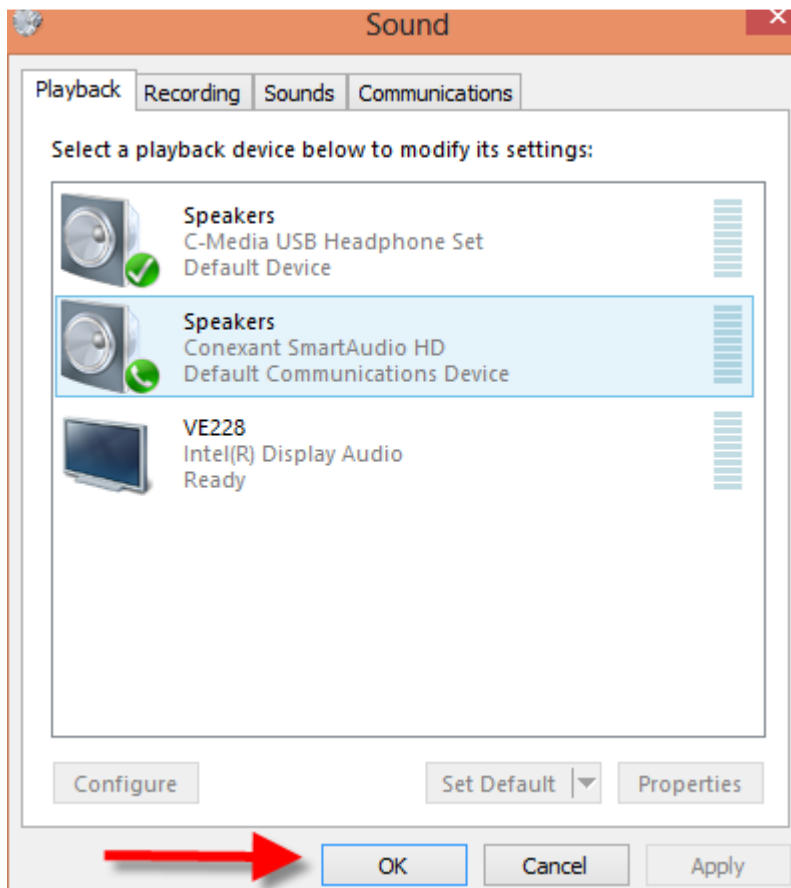 Sound
Playback Recording Sounds Communications
Select a playback device below to modify its settings:
Speakers
C-Media USB Headphone Set
Default Device
Speakers
Conexant SmartAudio HD
Default Communications Device
VE228
Intel(R) Display Audio
Ready
Configure Set Default Properties
OK Cancel Apply